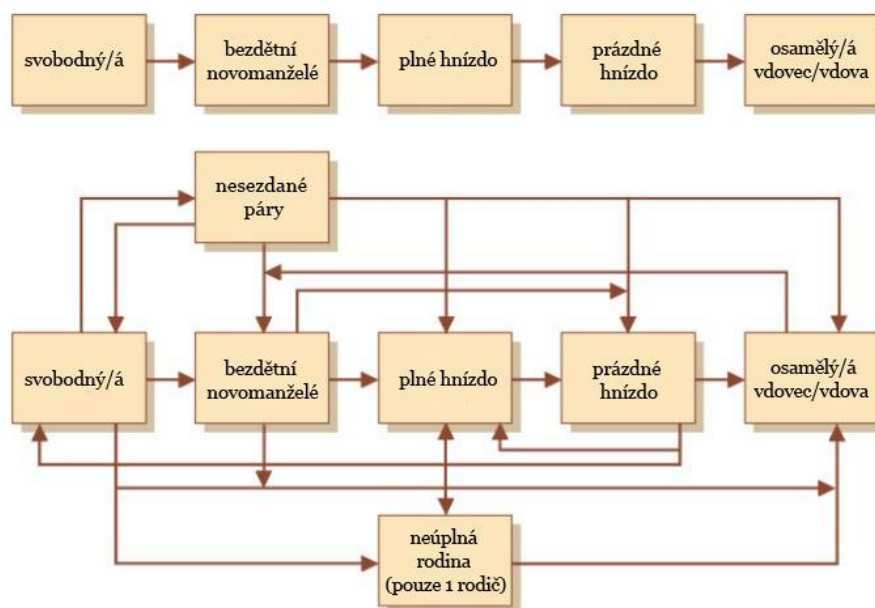 svobodný/á
bezdětní
novomanželé
plné hnízdo
prázdné
hnízdo
osamělý/á
vdovec/vdova
nesezdané
páry
svobodný/á
bezdětní
novomanželé
plné hnízdo
prázdné
hnízdo
osamělý/á
vdovec/vdova
neúplná
rodina
(pouze 1 rodič)